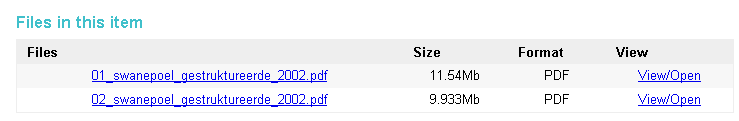 Files in this item
Files Size Format View
01_swanepoel_gestruktureerde_2002.pdf 11.54Mb PDF View/Open
02_swanepoel_gestruktureerde_2002.pdf 9.933Mb PDF View/Open